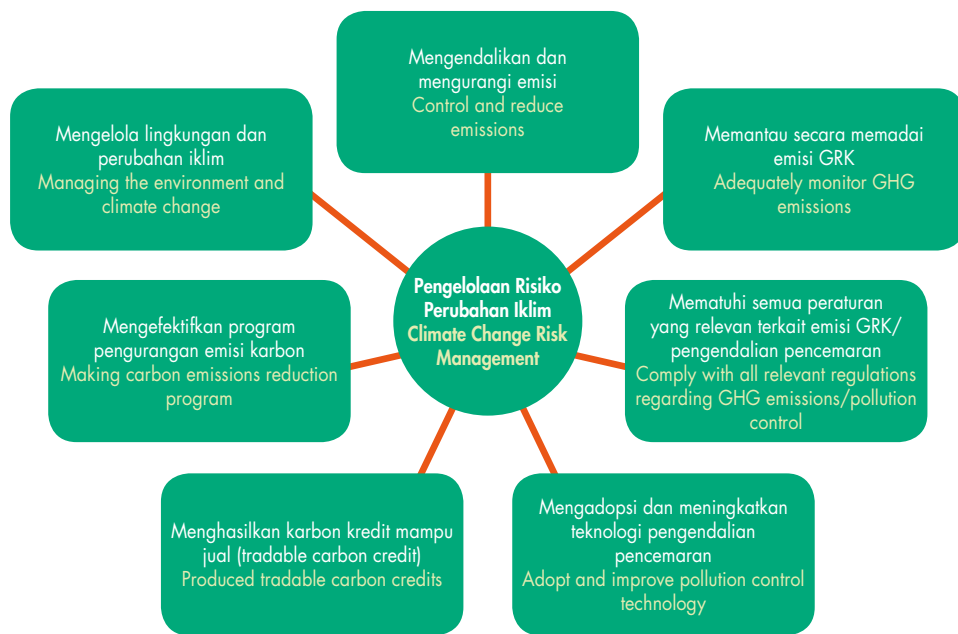 Mengendalikan dan
mengurangi emisi
Control and reduce
emissions
Memantau secara memadai
emisi GRK
Adequately monitor GHG
emissions
Mematuhi semua peraturan
yang relevan terkait emisi GRK/
pengendalian pencemaran
Comply with all relevant regulations
regarding GHG emissions/pollution
control
Mengadopsi dan meningkatkan
teknologi pengendalian
pencemaran
Adopt and improve pollution control
technology
Menghasilkan karbon kredit mampu
jual (tradable carbon credit)
Produced tradable carbon credits
Mengefektifkan program
pengurangan emisi karbon
Making carbon emissions reduction
program
Mengelola lingkungan dan
perubahan iklim
Managing the environment and
climate change
Pengelolaan Risiko
Perubahan Iklim
Climate Change Risk
Management